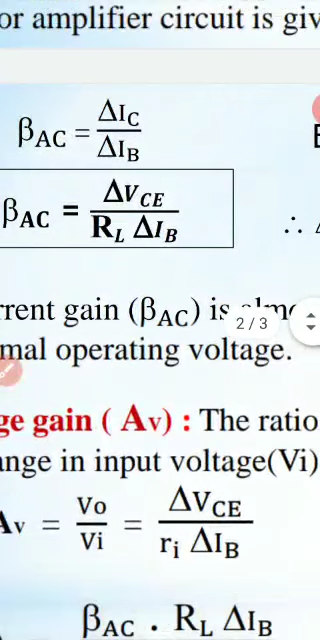 or amplifier circuit is giv
βAC = ΔIC / ΔIB
βAC = ΔVCE / RL ΔIB
∴
rrent gain (βAC) is
2 / 3
mal operating voltage.
ge gain ( Av) : The ratio
ange in input voltage(Vi)
Av = Vo / Vi = ΔVCE / ri ΔIB
βAC . RL ΔIB